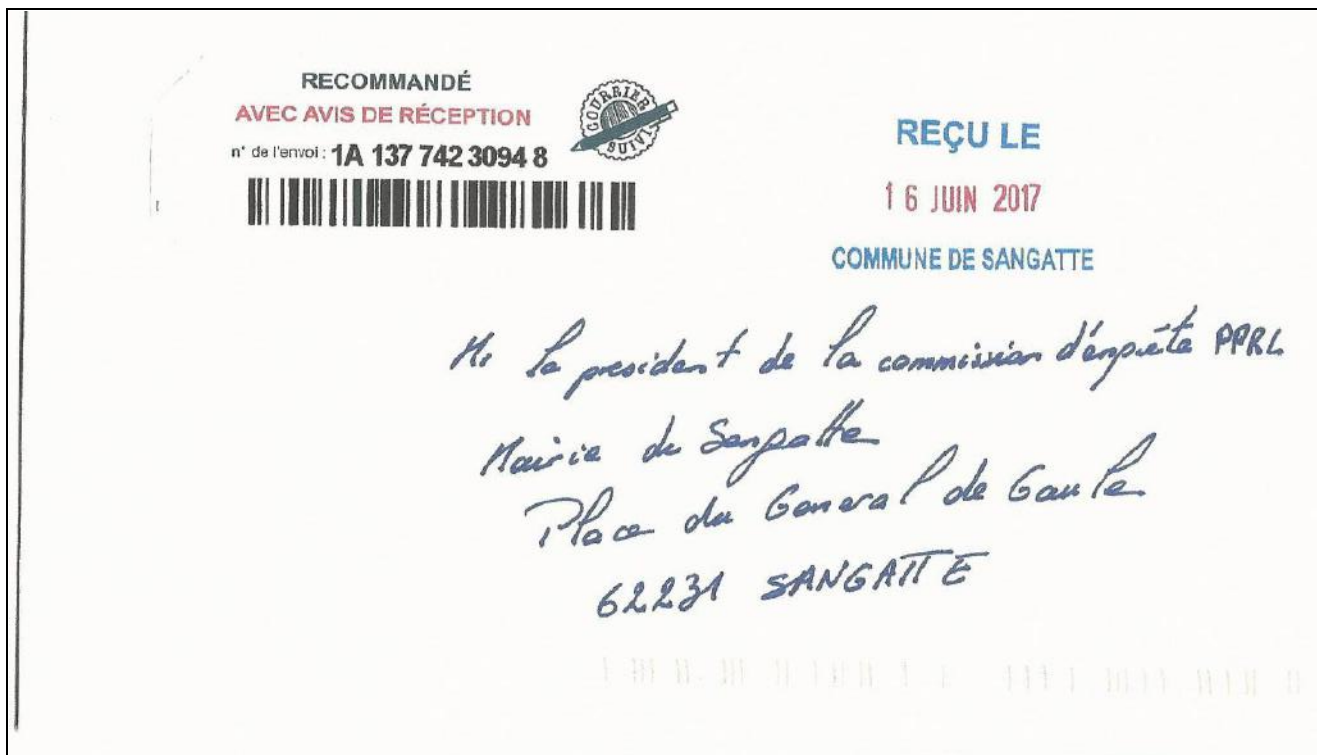 RECOMMANDÉ
AVEC AVIS DE RÉCEPTION
n° de l'envoi : 1A 137 742 3094 8
COURRIER SUIVI
REÇU LE
16 JUIN 2017
COMMUNE DE SANGATTE
Mr le president de la commission d'enquête PPRL
Mairie de Sangatte
Place du General de Gaule
62231 SANGATTE